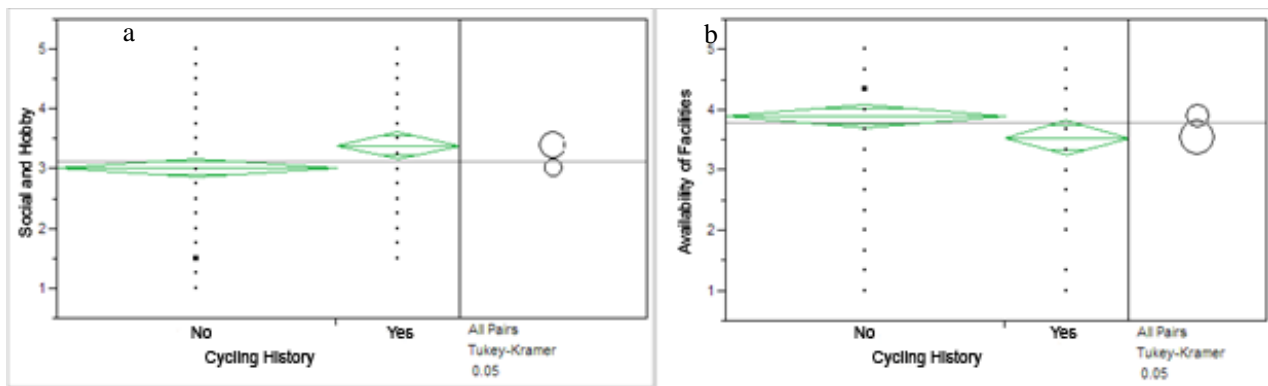 a
Social and Hobby
5
4
3
2
1
No
Yes
Cycling History
All Pairs
Tukey-Kramer
0.05
b
Availability of Facilities
5
4
3
2
1
No
Yes
Cycling History
All Pairs
Tukey-Kramer
0.05